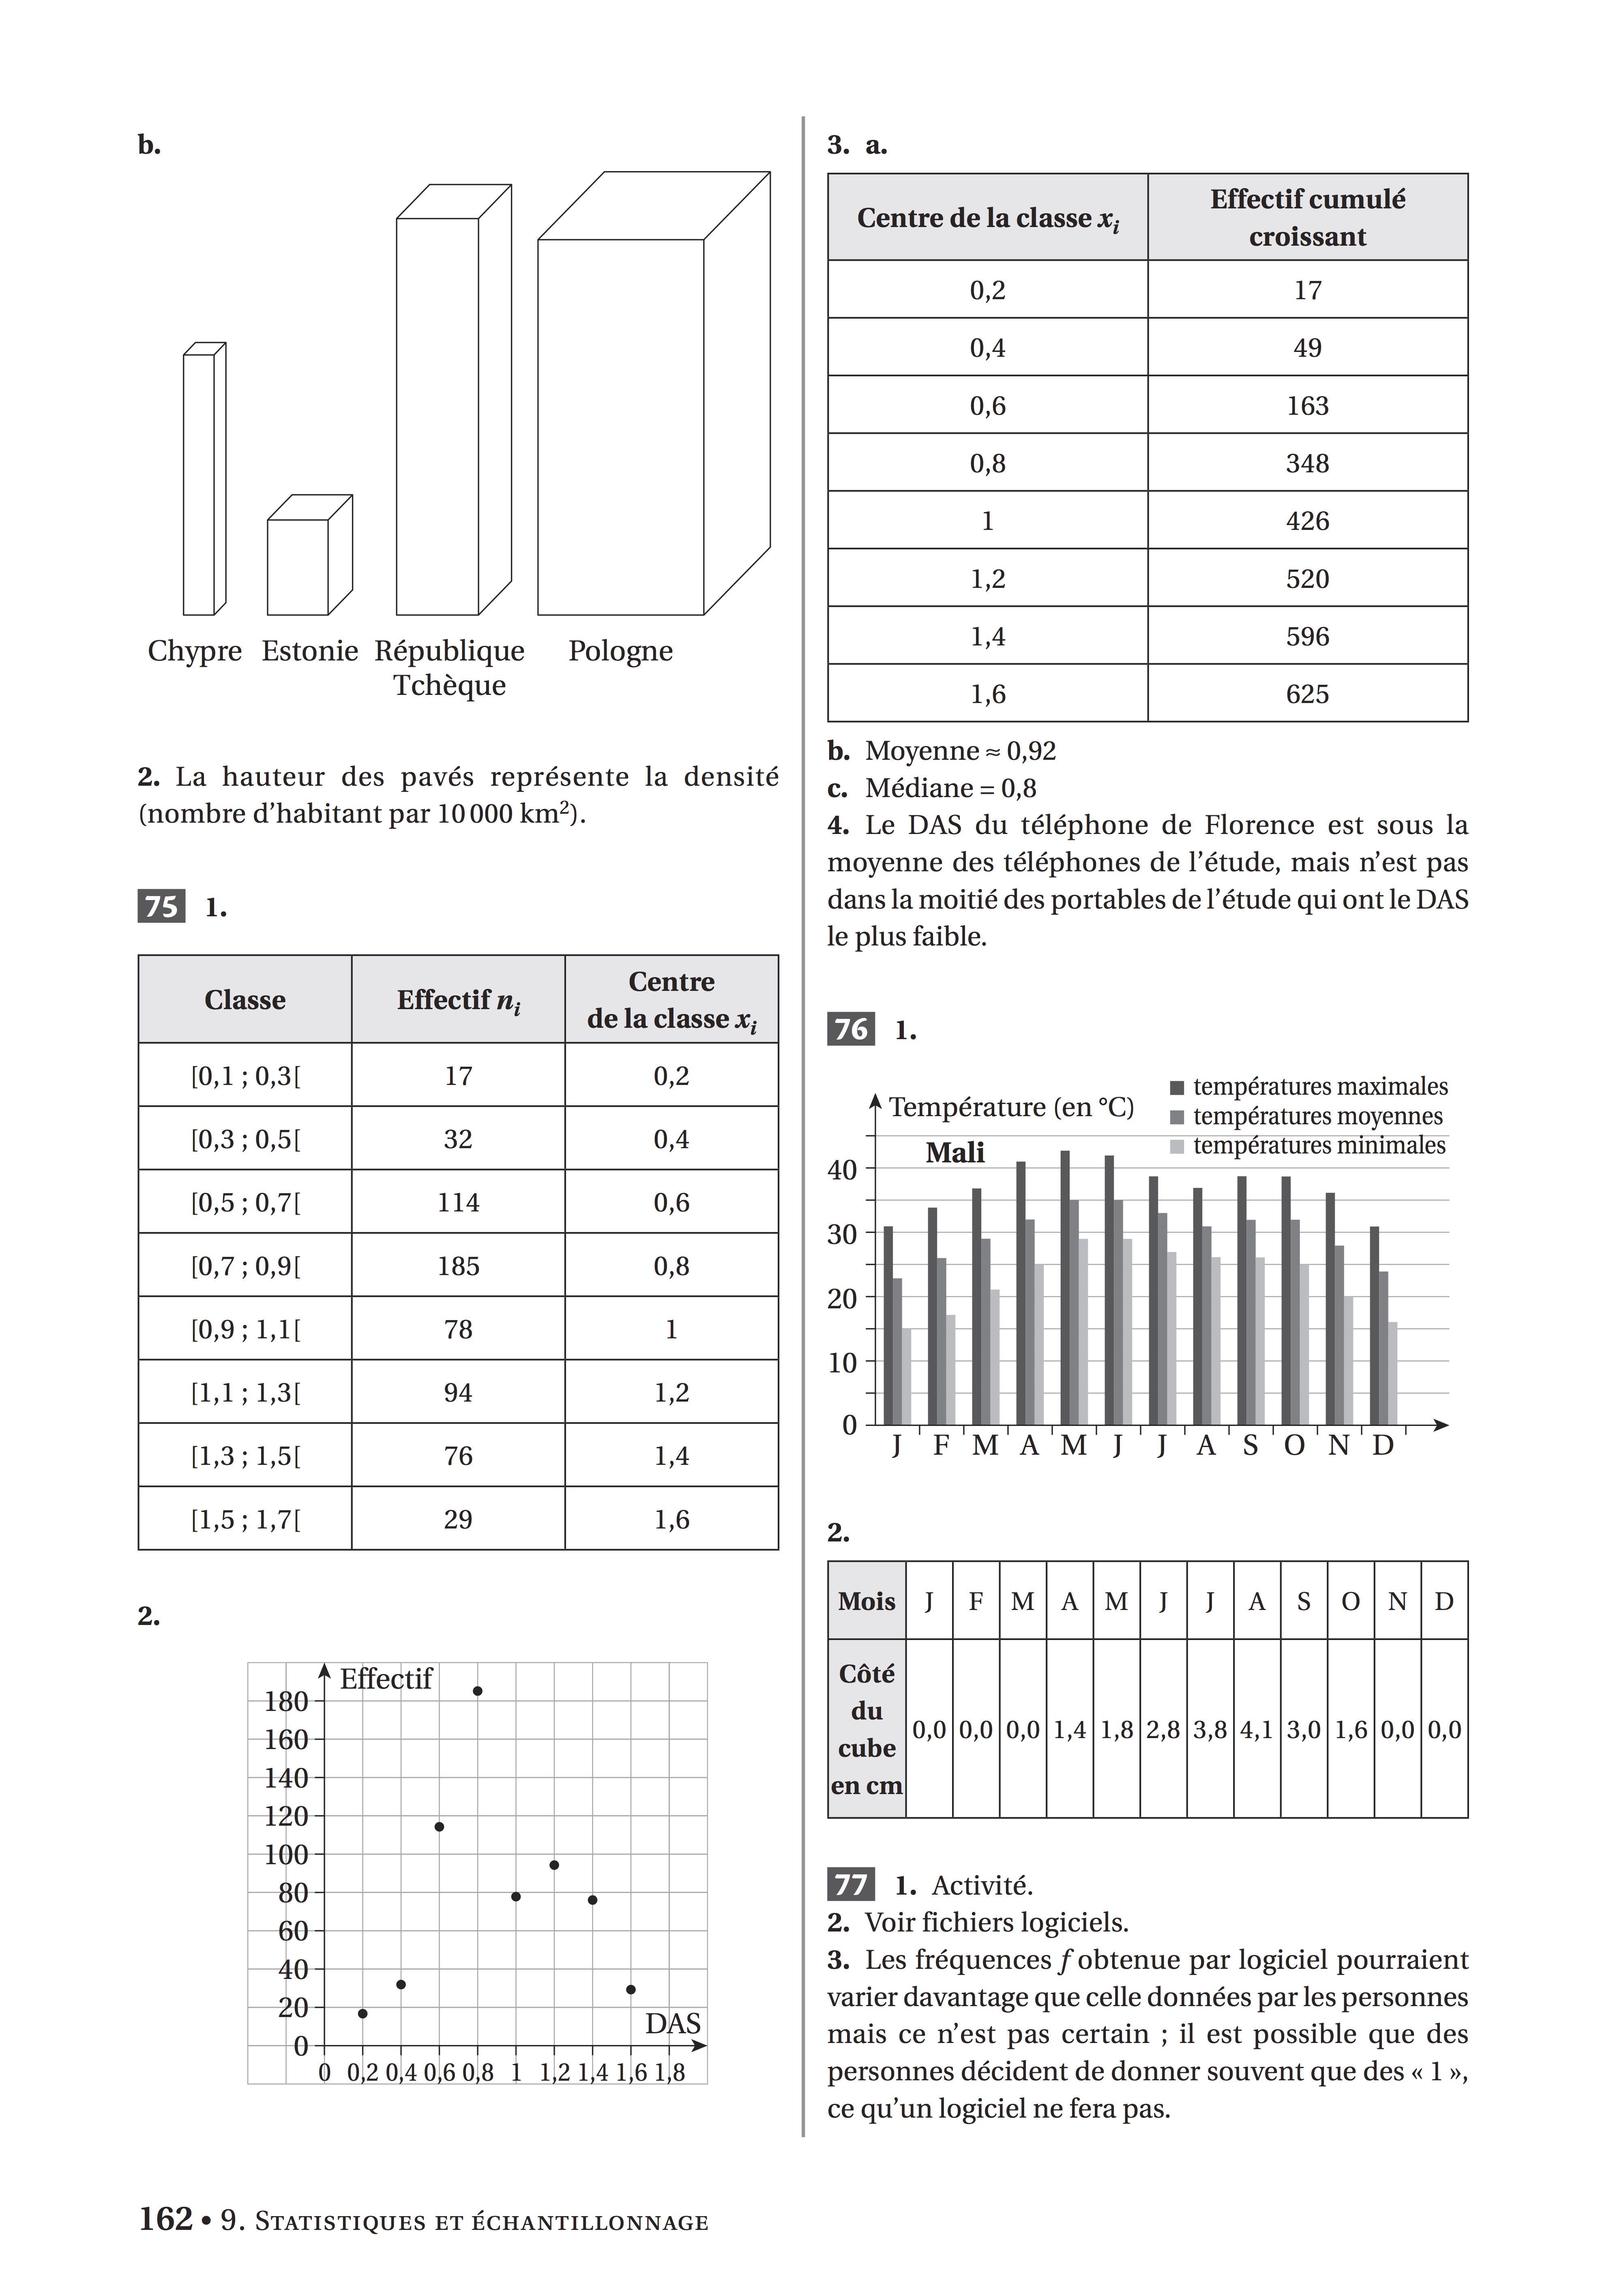 b.
Chypre Estonie République Pologne
Tchèque
2. La hauteur des pavés représente la densité
(nombre d’habitant par 10 000 km²).
75 1.
Classe Effectif nᵢ Centre
de la classe xᵢ
[0,1 ; 0,3[ 17 0,2
[0,3 ; 0,5[ 32 0,4
[0,5 ; 0,7[ 114 0,6
[0,7 ; 0,9[ 185 0,8
[0,9 ; 1,1[ 78 1
[1,1 ; 1,3[ 94 1,2
[1,3 ; 1,5[ 76 1,4
[1,5 ; 1,7[ 29 1,6
2.
Effectif
180
160
140
120
100
80
60
40
20
0
DAS
0 0,2 0,4 0,6 0,8 1 1,2 1,4 1,6 1,8
3. a.
Centre de la classe xᵢ Effectif cumulé
croissant
0,2 17
0,4 49
0,6 163
0,8 348
1 426
1,2 520
1,4 596
1,6 625
b. Moyenne ≈ 0,92
c. Médiane = 0,8
4. Le DAS du téléphone de Florence est sous la
moyenne des téléphones de l’étude, mais n’est pas
dans la moitié des portables de l’étude qui ont le DAS
le plus faible.
76 1.
températures maximales
températures moyennes
températures minimales
Température (en °C)
Mali
40
30
20
10
0
J F M A M J J A S O N D
2.
Mois J F M A M J J A S O N D
Côté
du
cube
en cm
0,0 0,0 0,0 1,4 1,8 2,8 3,8 4,1 3,0 1,6 0,0 0,0
77 1. Activité.
2. Voir fichiers logiciels.
3. Les fréquences f obtenue par logiciel pourraient
varier davantage que celle données par les personnes
mais ce n’est pas certain ; il est possible que des
personnes décident de donner souvent que des « 1 »,
ce qu’un logiciel ne fera pas.
162 • 9. Statistiques et échantillonnage